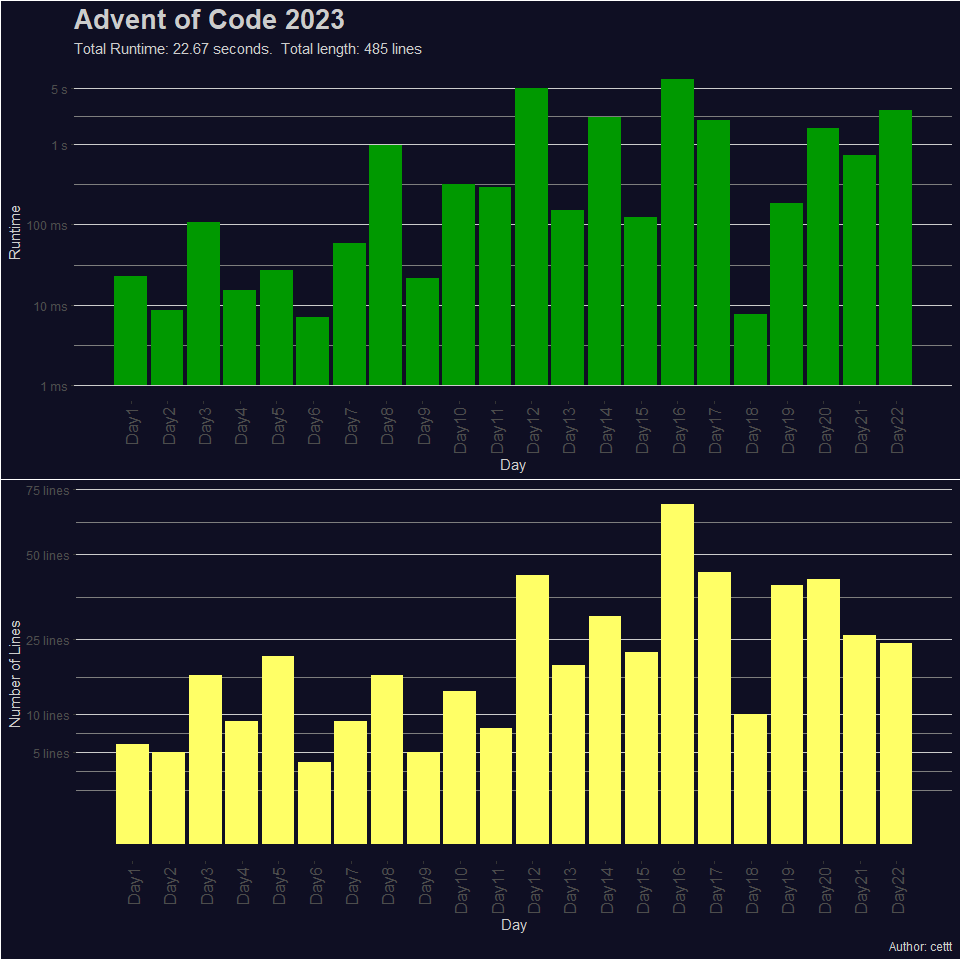 Advent of Code 2023
Total Runtime: 22.67 seconds.  Total length: 485 lines
Runtime
5 s
1 s
100 ms
10 ms
1 ms
Day1
Day2
Day3
Day4
Day5
Day6
Day7
Day8
Day9
Day10
Day11
Day12
Day13
Day14
Day15
Day16
Day17
Day18
Day19
Day20
Day21
Day22
Day
Number of Lines
75 lines
50 lines
25 lines
10 lines
5 lines
Day1
Day2
Day3
Day4
Day5
Day6
Day7
Day8
Day9
Day10
Day11
Day12
Day13
Day14
Day15
Day16
Day17
Day18
Day19
Day20
Day21
Day22
Day
Author: cettt